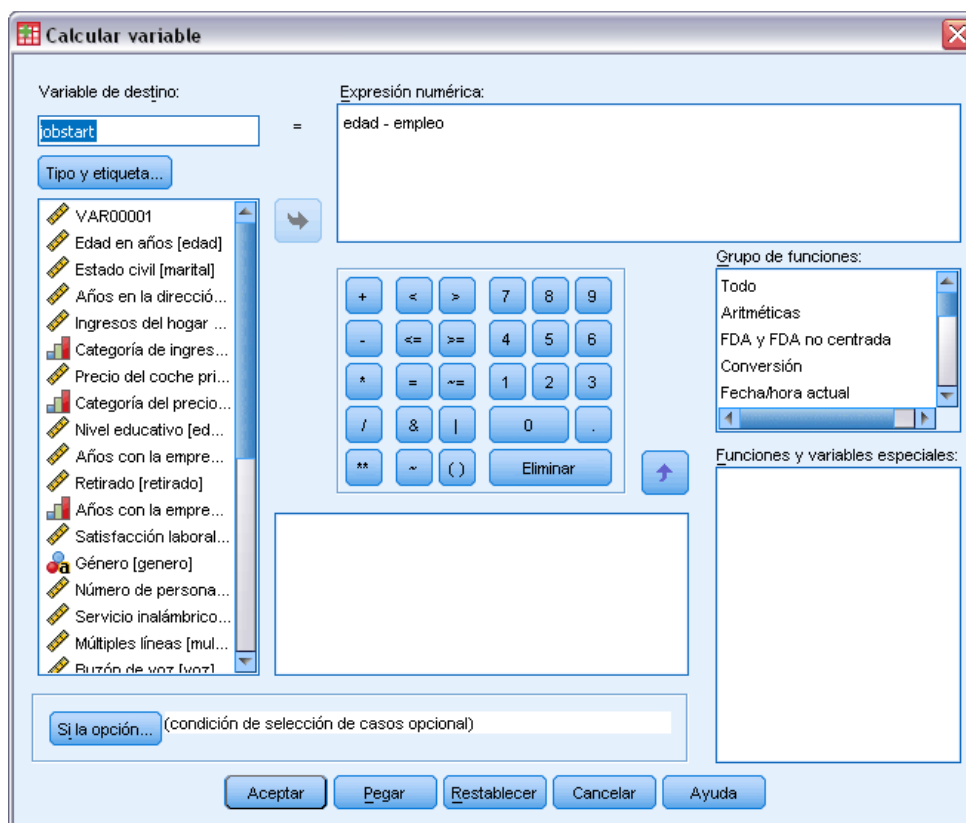 Calcular variable
Variable de destino:
jobstart
=
Expresión numérica:
edad - empleo
Tipo y etiqueta...
VAR00001
Edad en años [edad]
Estado civil [marital]
Años en la direcció...
Ingresos del hogar ...
Categoría de ingres...
Precio del coche pri...
Categoría del precio...
Nivel educativo [ed...
Años con la empre...
Retirado [retirado]
Años con la empre...
Satisfacción laboral...
Género [genero]
Número de persona...
Servicio inalámbrico...
Múltiples líneas [mul...
Buzón de voz [voz]
+ < > 7 8 9
- <= >= 4 5 6
* = ~= 1 2 3
/ & | 0 .
** ~ ( ) Eliminar
Grupo de funciones:
Todo
Aritméticas
FDA y FDA no centrada
Conversión
Fecha/hora actual
Funciones y variables especiales:
Si la opción...
(condición de selección de casos opcional)
Aceptar
Pegar
Restablecer
Cancelar
Ayuda